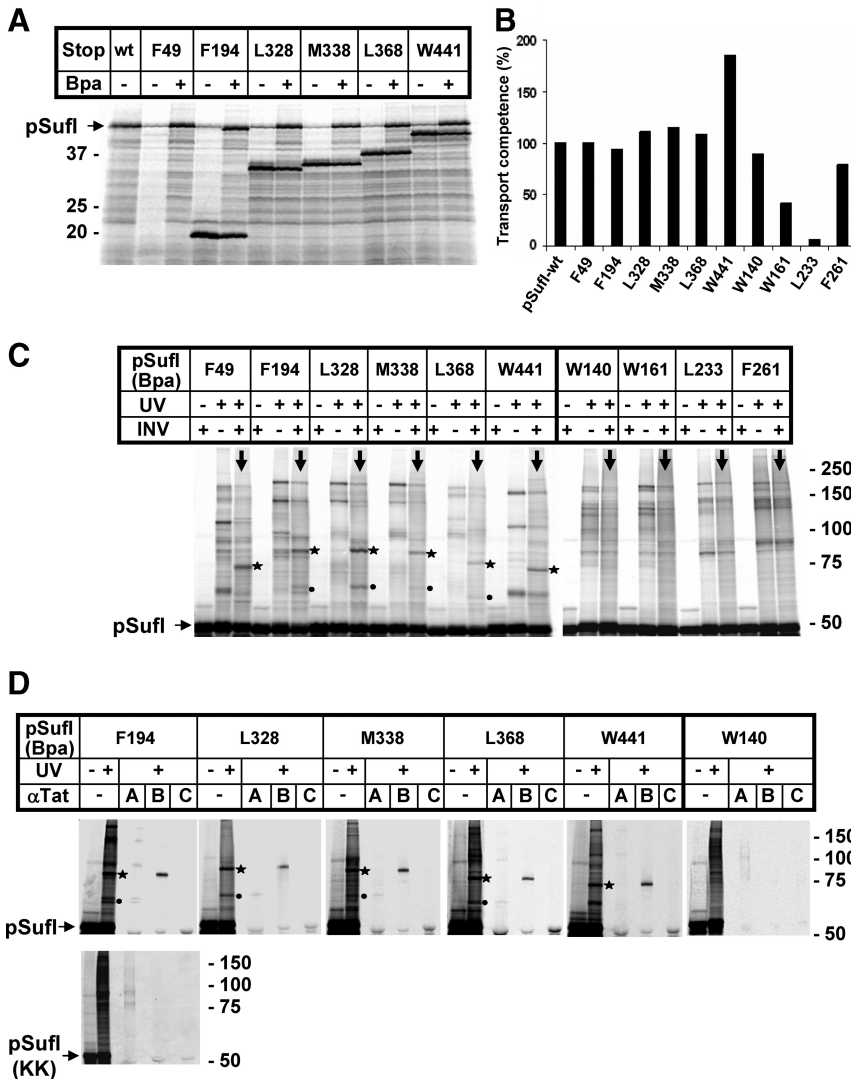 A
Stop wt F49 F194 L328 M338 L368 W441
Bpa - - + - + - + - + - + - +
pSufI
37 -
25 -
20 -
B
Transport competence (%)
200
150
100
50
0
pSufI-wt F49 F194 L328 M338 L368 W441 W140 W161 L233 F261
C
pSufI (Bpa) F49 F194 L328 M338 L368 W441 W140 W161 L233 F261
UV - + + - + + - + + - + + - + + - + + - + + - + + - + + - + +
INV + - + + - + + - + + - + + - + + - + + - + + - + + - + + - +
- 250
- 150
- 100
- 75
- 50
pSufI
D
pSufI (Bpa) F194 L328 M338 L368 W441 W140
UV - + + - + + - + + - + + - + + - + +
αTat - A B C - A B C - A B C - A B C - A B C - A B C
- 150
- 100
- 75
- 50
pSufI
- 150
- 100
- 75
- 50
pSufI
(KK)